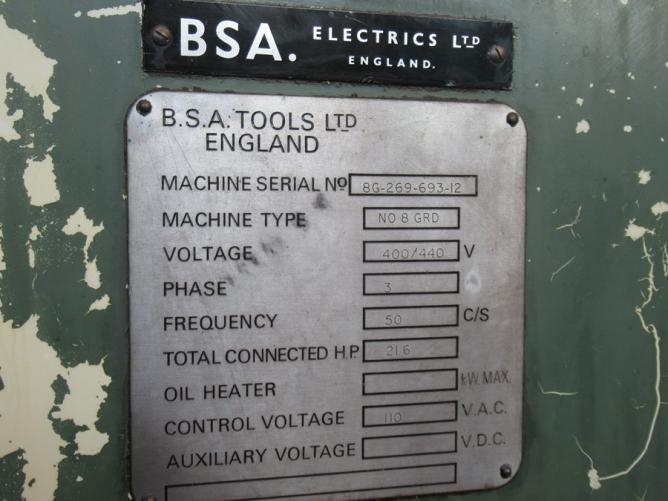 BSA. ELECTRICS LTD
ENGLAND.
B.S.A. TOOLS LTD
ENGLAND
MACHINE SERIAL NO 8G-269-693-12
MACHINE TYPE NO 8 GRD
VOLTAGE 400/440 V
PHASE 3
FREQUENCY 50 C/S
TOTAL CONNECTED H.P 21.6
OIL HEATER kW.MAX.
CONTROL VOLTAGE 110 V.A.C.
AUXILIARY VOLTAGE V.D.C.